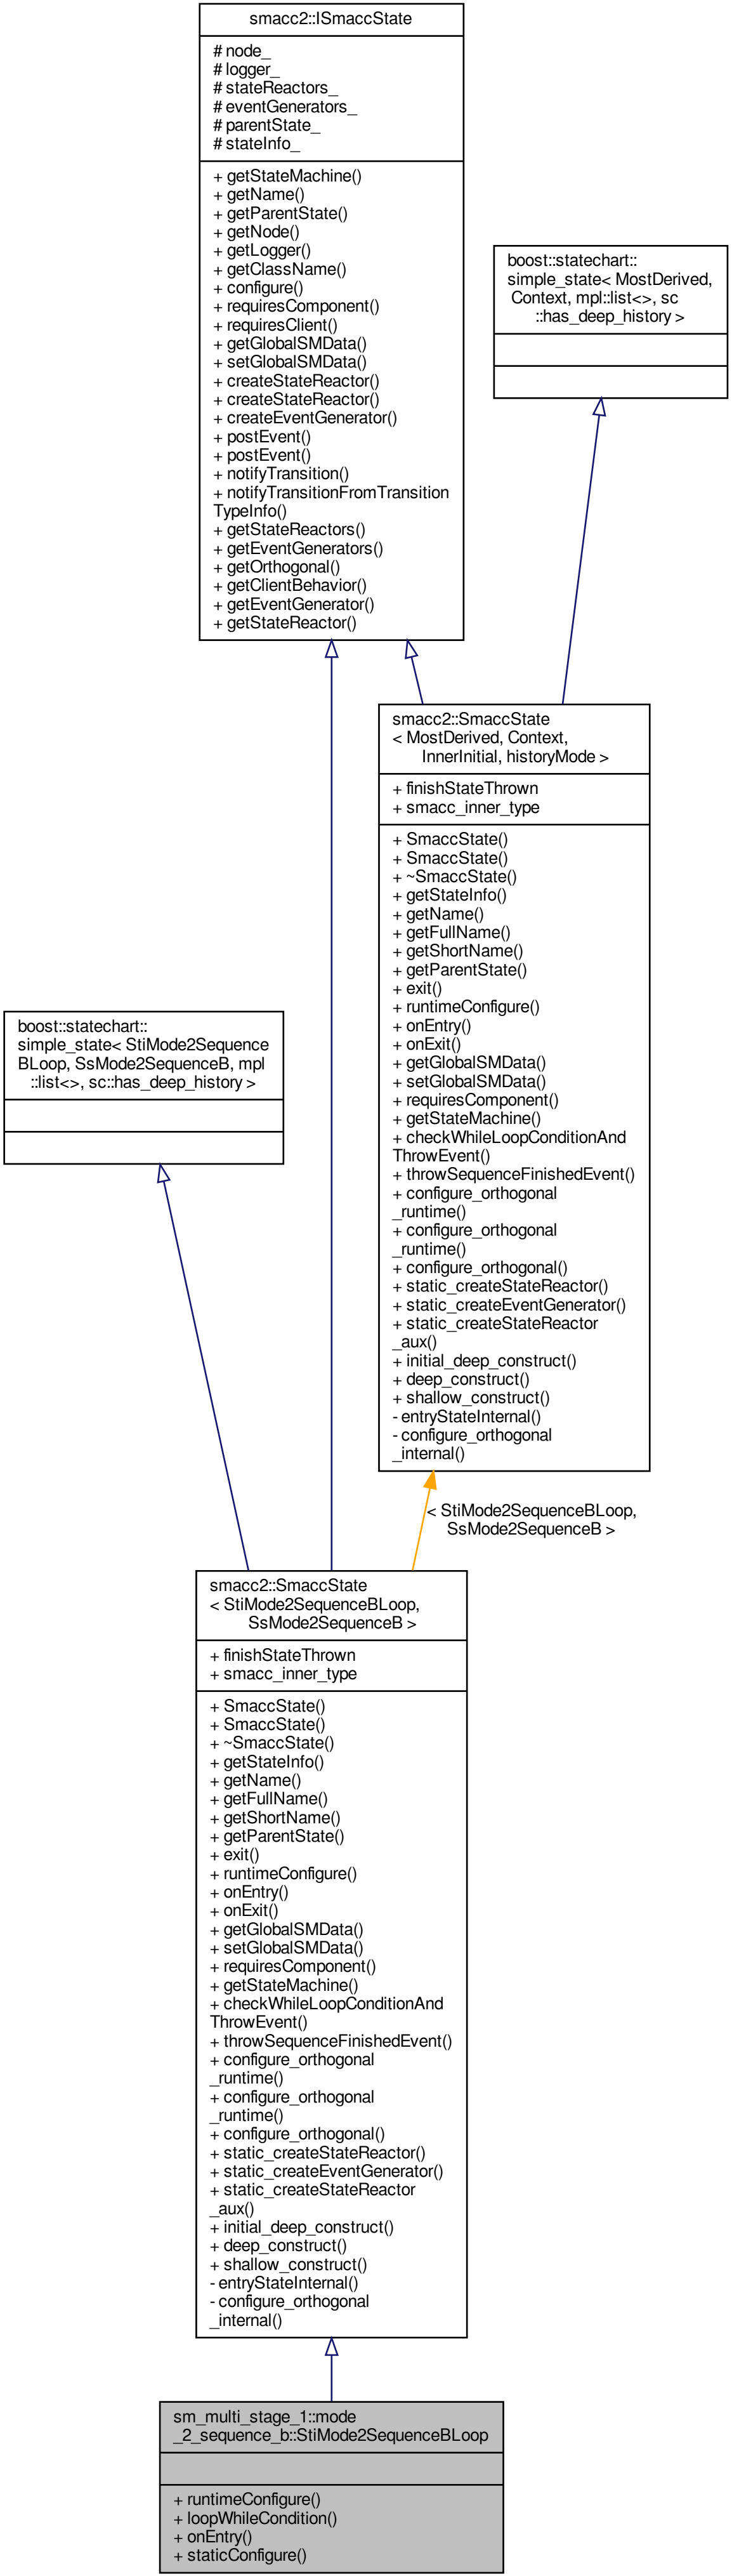 smacc2::ISmaccState
# node_
# logger_
# stateReactors_
# eventGenerators_
# parentState_
# stateInfo_
+ getStateMachine()
+ getName()
+ getParentState()
+ getNode()
+ getLogger()
+ getClassName()
+ configure()
+ requiresComponent()
+ requiresClient()
+ getGlobalSMData()
+ setGlobalSMData()
+ createStateReactor()
+ createStateReactor()
+ createEventGenerator()
+ postEvent()
+ postEvent()
+ notifyTransition()
+ notifyTransitionFromTransition
TypeInfo()
+ getStateReactors()
+ getEventGenerators()
+ getOrthogonal()
+ getClientBehavior()
+ getEventGenerator()
+ getStateReactor()
boost::statechart::
simple_state< MostDerived,
Context, mpl::list<>, sc
::has_deep_history >
smacc2::SmaccState
< MostDerived, Context,
InnerInitial, historyMode >
+ finishStateThrown
+ smacc_inner_type
+ SmaccState()
+ SmaccState()
+ ~SmaccState()
+ getStateInfo()
+ getName()
+ getFullName()
+ getShortName()
+ getParentState()
+ exit()
+ runtimeConfigure()
+ onEntry()
+ onExit()
+ getGlobalSMData()
+ setGlobalSMData()
+ requiresComponent()
+ getStateMachine()
+ checkWhileLoopConditionAnd
ThrowEvent()
+ throwSequenceFinishedEvent()
+ configure_orthogonal
_runtime()
+ configure_orthogonal
_runtime()
+ configure_orthogonal()
+ static_createStateReactor()
+ static_createEventGenerator()
+ static_createStateReactor
_aux()
+ initial_deep_construct()
+ deep_construct()
+ shallow_construct()
- entryStateInternal()
- configure_orthogonal
_internal()
boost::statechart::
simple_state< StiMode2Sequence
BLoop, SsMode2SequenceB, mpl
::list<>, sc::has_deep_history >
< StiMode2SequenceBLoop,
SsMode2SequenceB >
smacc2::SmaccState
< StiMode2SequenceBLoop,
SsMode2SequenceB >
+ finishStateThrown
+ smacc_inner_type
+ SmaccState()
+ SmaccState()
+ ~SmaccState()
+ getStateInfo()
+ getName()
+ getFullName()
+ getShortName()
+ getParentState()
+ exit()
+ runtimeConfigure()
+ onEntry()
+ onExit()
+ getGlobalSMData()
+ setGlobalSMData()
+ requiresComponent()
+ getStateMachine()
+ checkWhileLoopConditionAnd
ThrowEvent()
+ throwSequenceFinishedEvent()
+ configure_orthogonal
_runtime()
+ configure_orthogonal
_runtime()
+ configure_orthogonal()
+ static_createStateReactor()
+ static_createEventGenerator()
+ static_createStateReactor
_aux()
+ initial_deep_construct()
+ deep_construct()
+ shallow_construct()
- entryStateInternal()
- configure_orthogonal
_internal()
sm_multi_stage_1::mode
_2_sequence_b::StiMode2SequenceBLoop
+ runtimeConfigure()
+ loopWhileCondition()
+ onEntry()
+ staticConfigure()